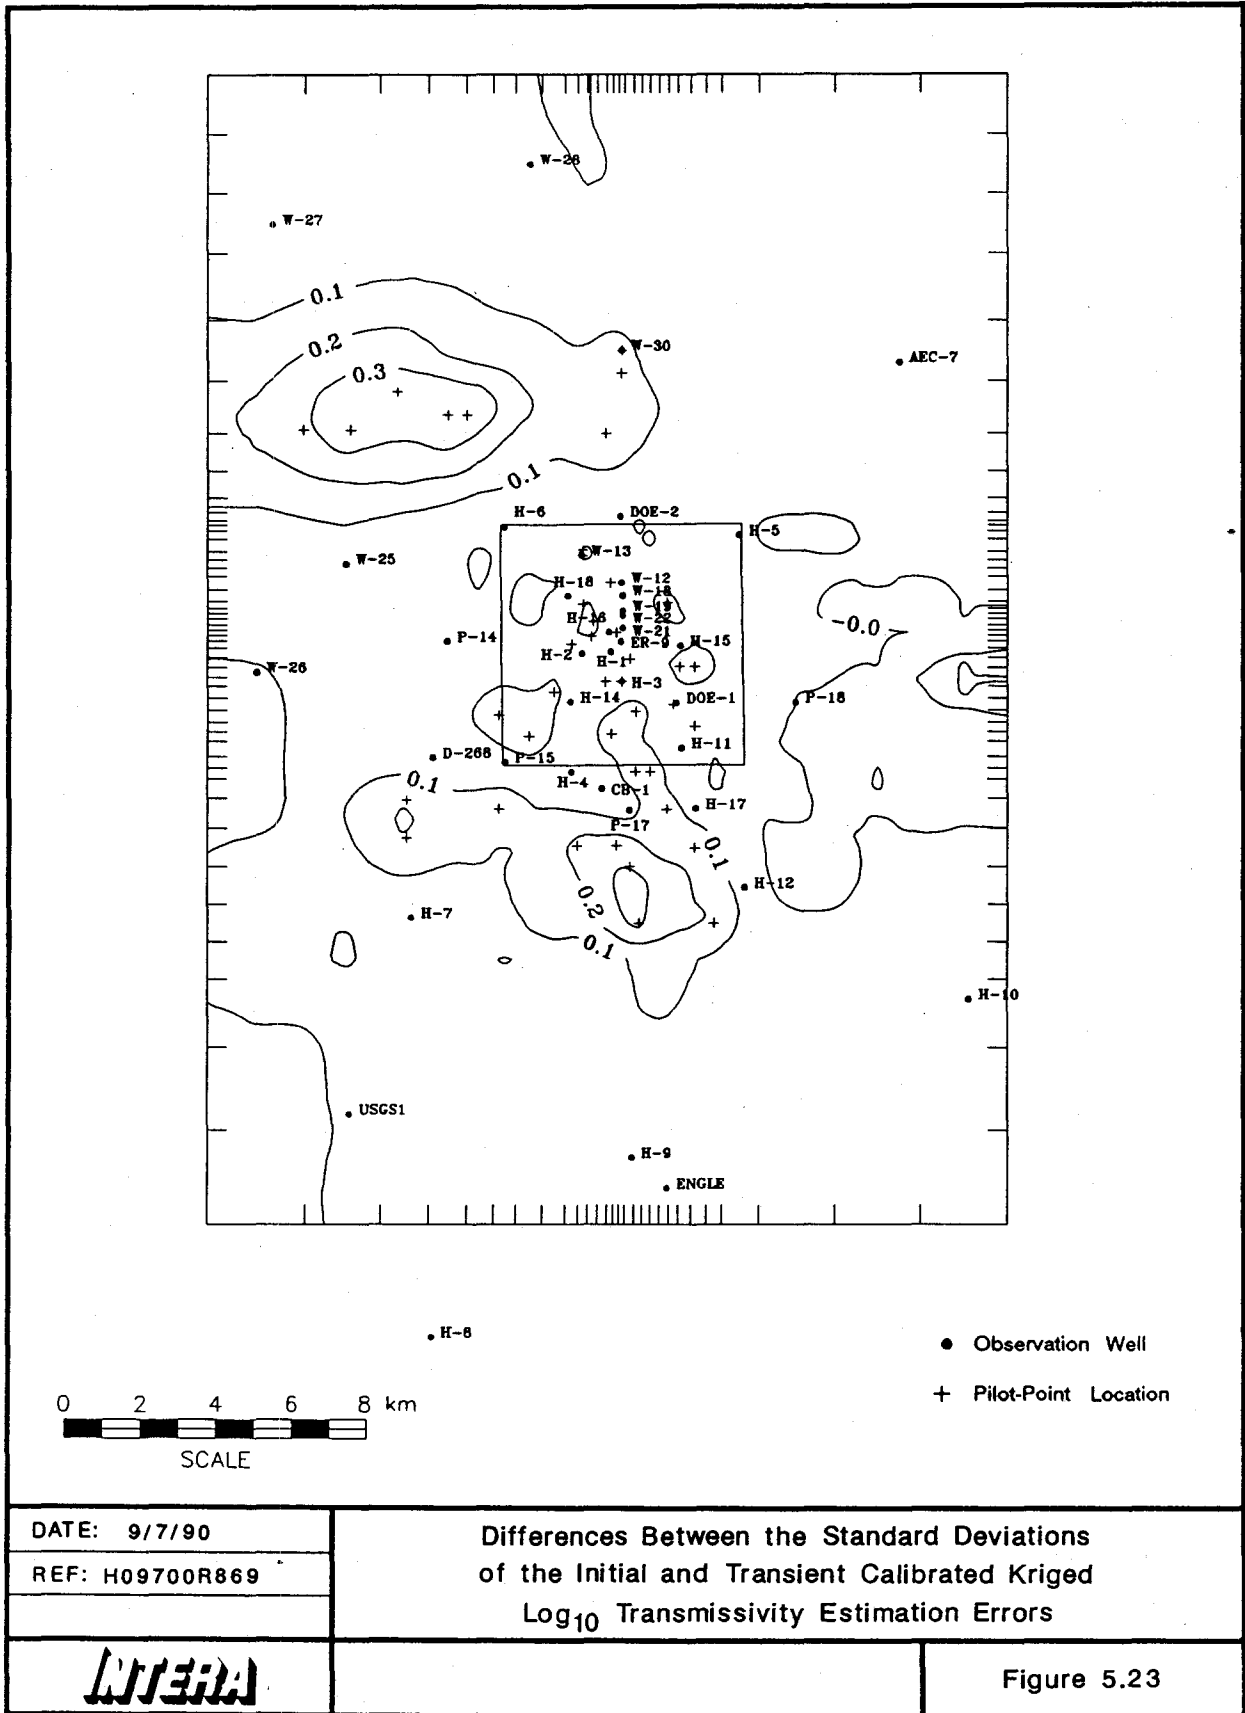 W-28
W-27
0.1
0.2
W-30
AEC-7
0.3
0.1
H-6
DOE-2
H-5
W-13
W-25
W-12
H-18
W-18
W-19
H-16
W-22
-0.0
W-21
P-14
ER-9
H-15
H-2
H-1
W-26
H-3
H-14
DOE-1
P-18
H-11
D-268
P-15
H-4
0.1
CB-1
H-17
P-17
0.1
H-12
0.2
H-7
0.1
H-10
USGS1
H-9
ENGLE
H-8
Observation Well
Pilot-Point Location
0 2 4 6 8 km
SCALE
DATE: 9/7/90
REF: H09700R869
Differences Between the Standard Deviations
of the Initial and Transient Calibrated Kriged
Log10 Transmissivity Estimation Errors
INTERA
Figure 5.23